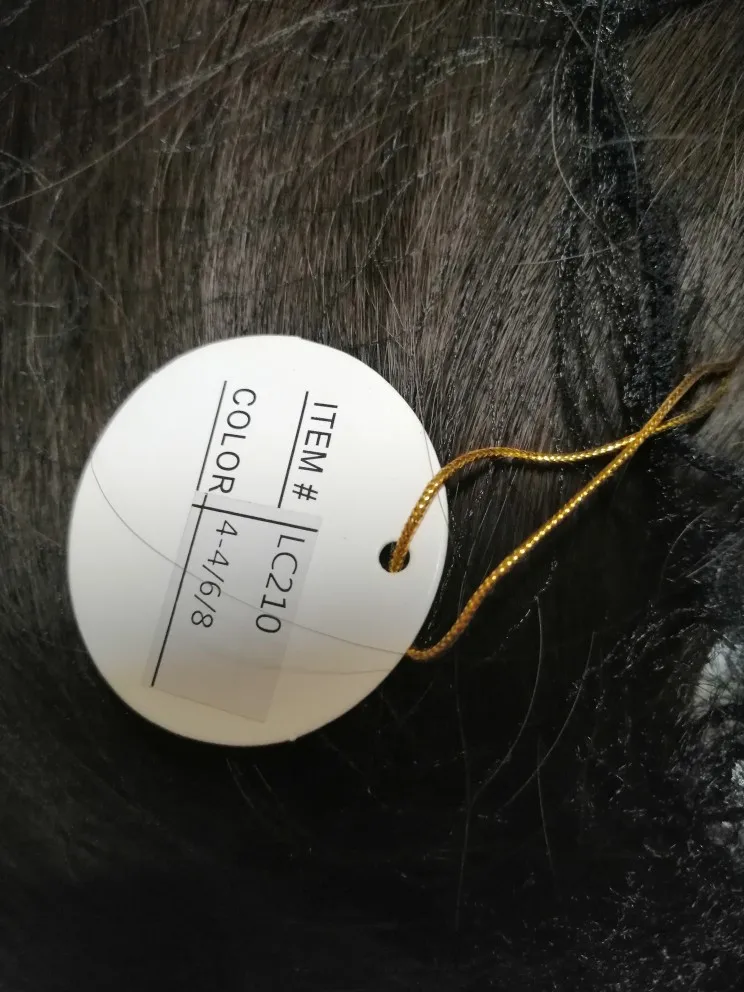 ITEM # LC210
COLOR 4-4/6/8